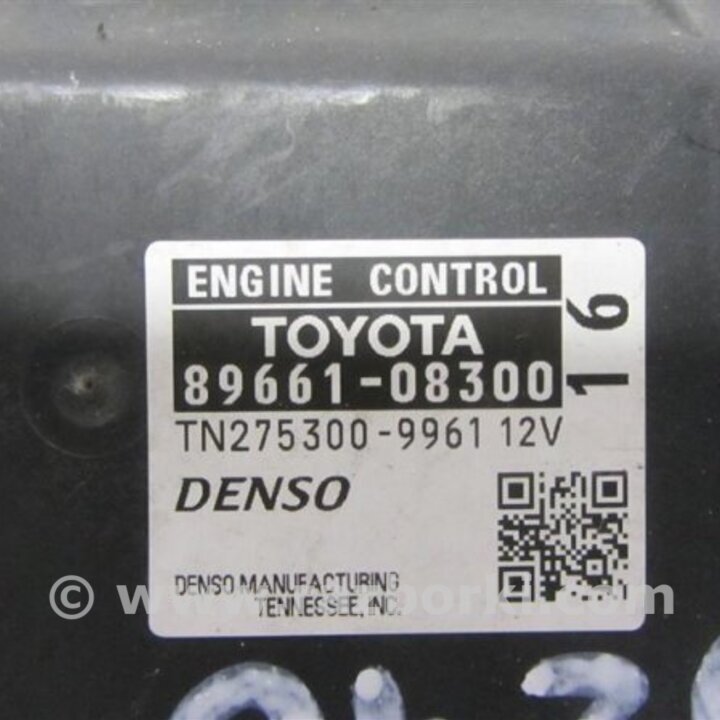 ENGINE CONTROL
TOYOTA
89661-08300
16
TN275300-9961 12V
DENSO
DENSO MANUFACTURING
TENNESSEE, INC.